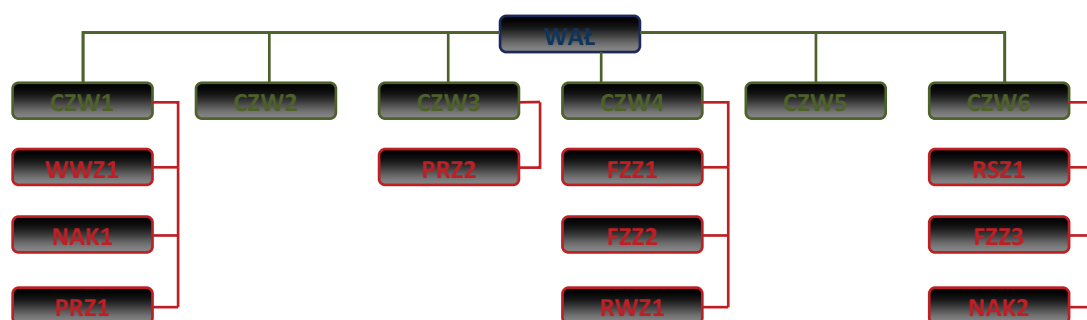 WAŁ
CZW1 CZW2 CZW3 CZW4 CZW5 CZW6
WWZ1 PRZ2 FZZ1 RSZ1
NAK1 FZZ2 FZZ3
PRZ1 RWZ1 NAK2